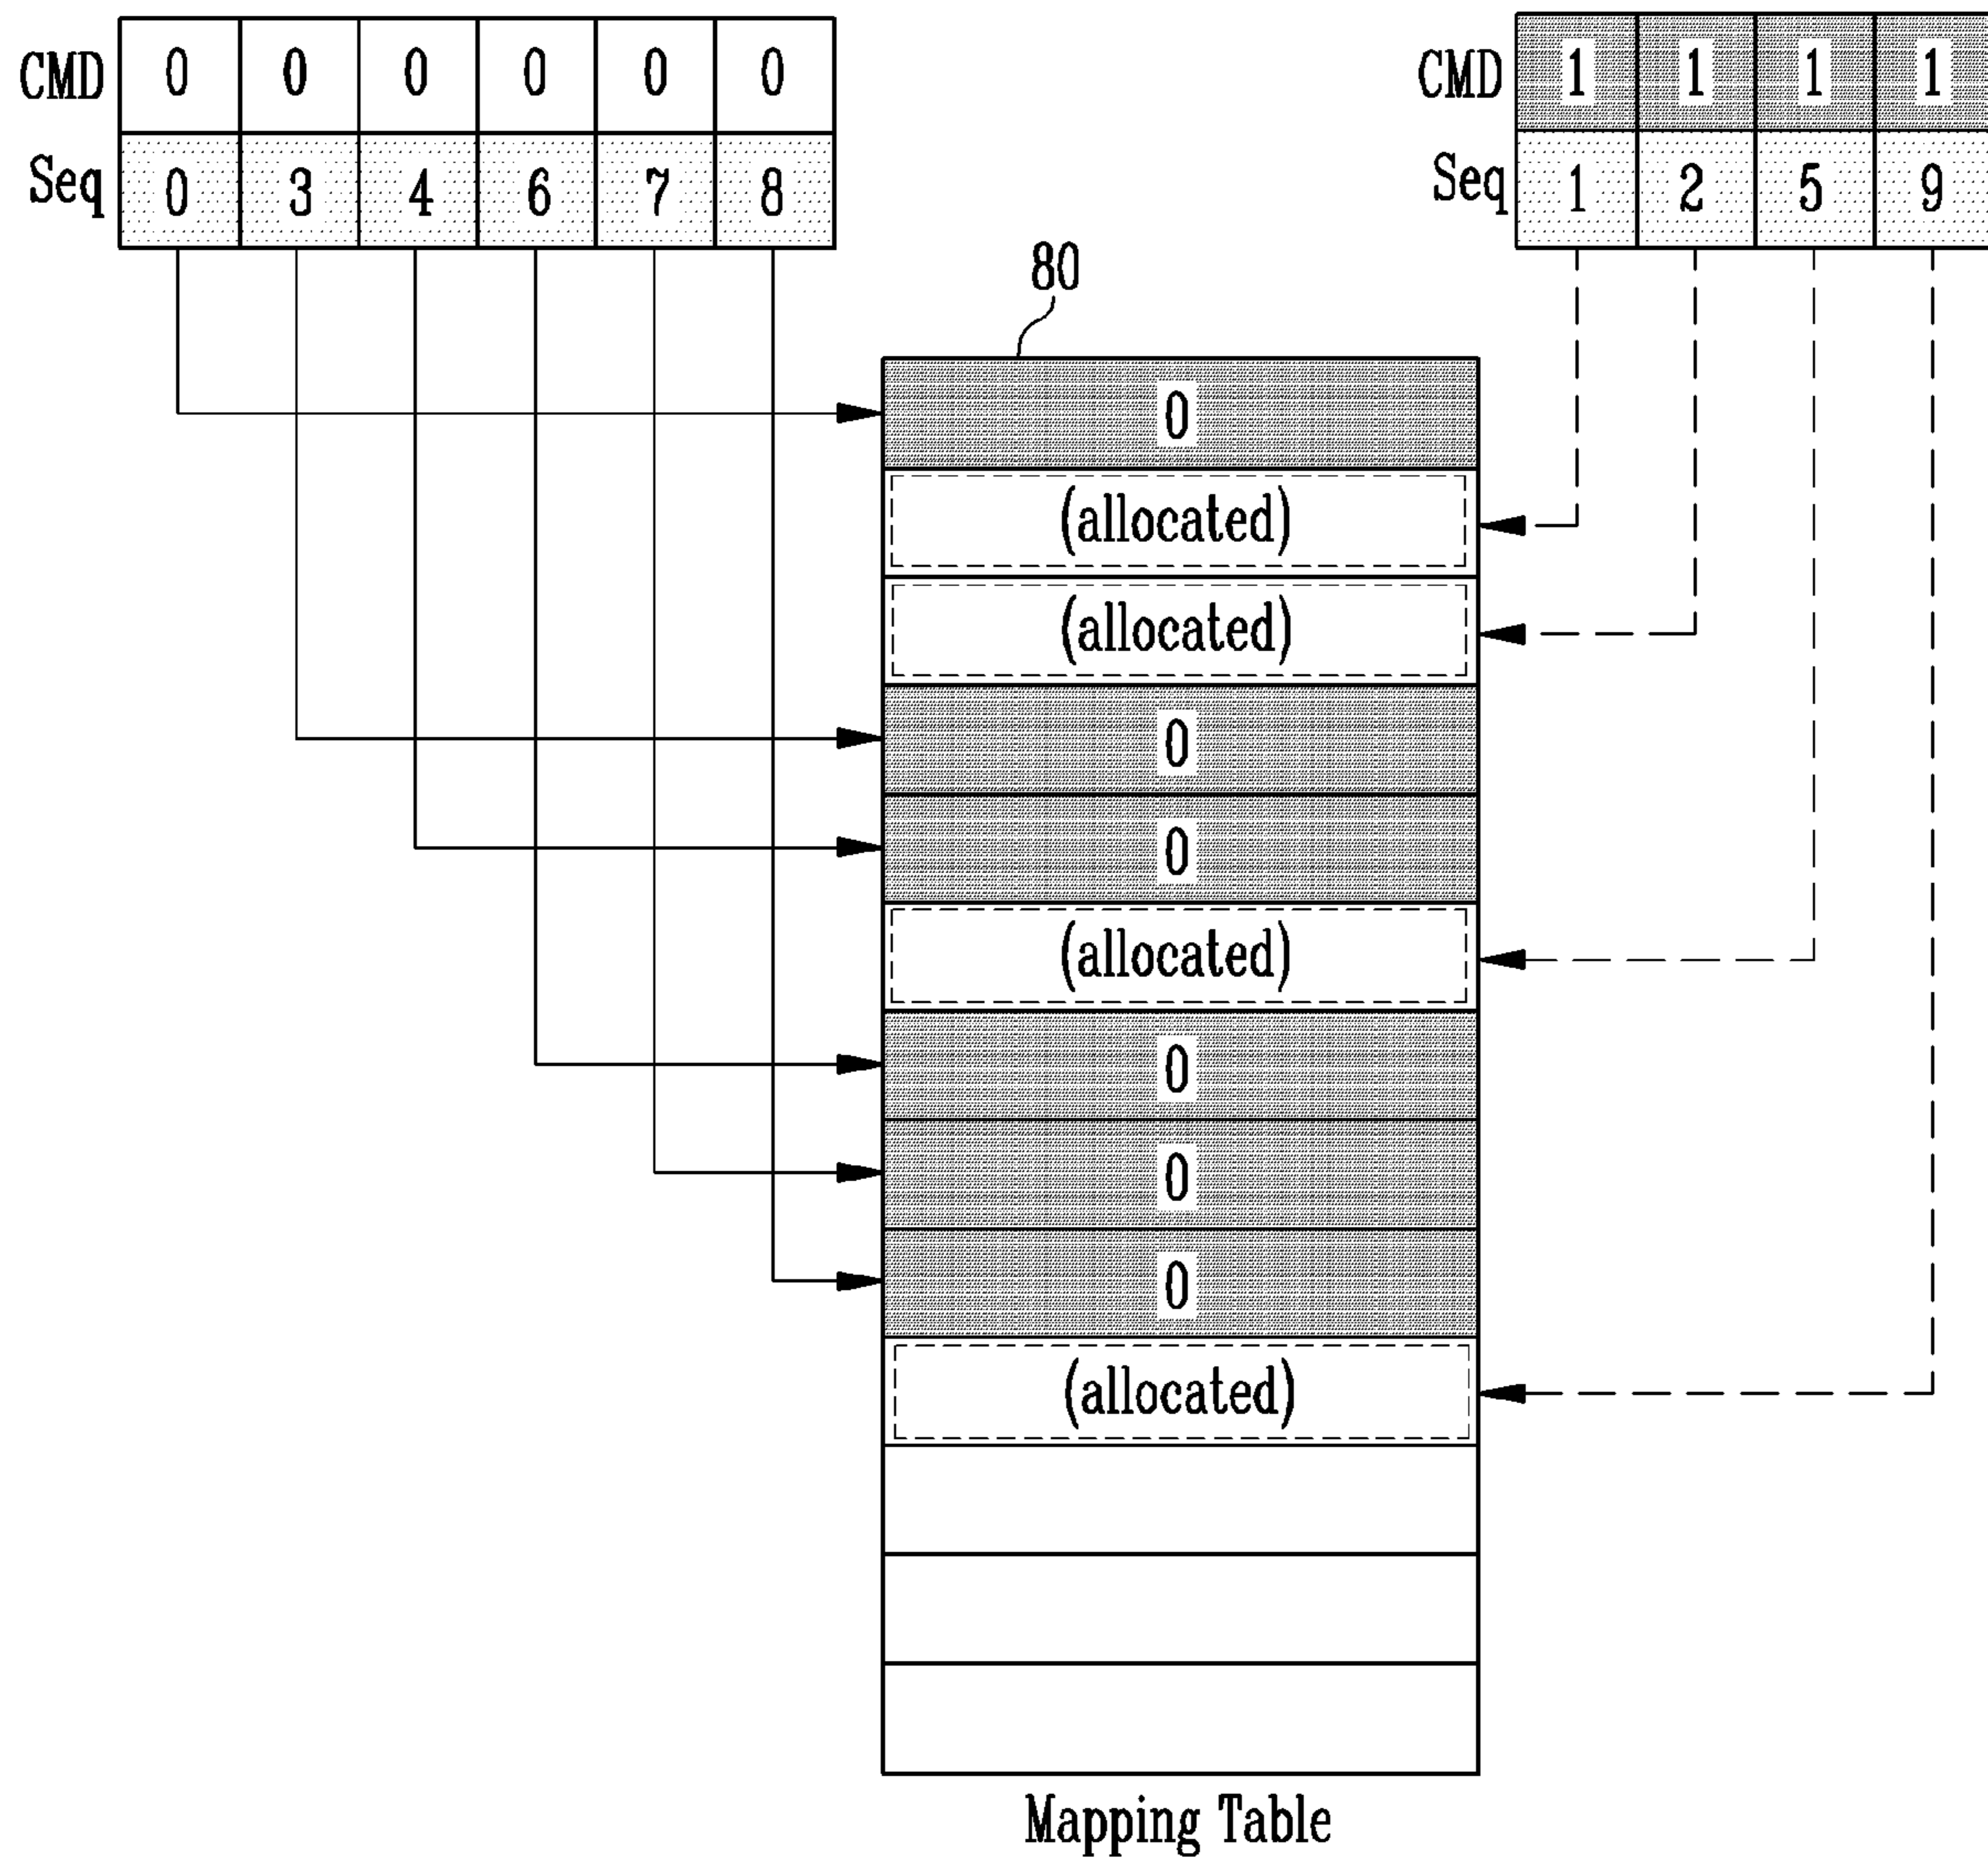 CMD 0 0 0 0 0 0
Seq 0 3 4 6 7 8
CMD 1 1 1 1
Seq 1 2 5 9
80
0
(allocated)
(allocated)
0
0
(allocated)
0
0
0
(allocated)
Mapping Table